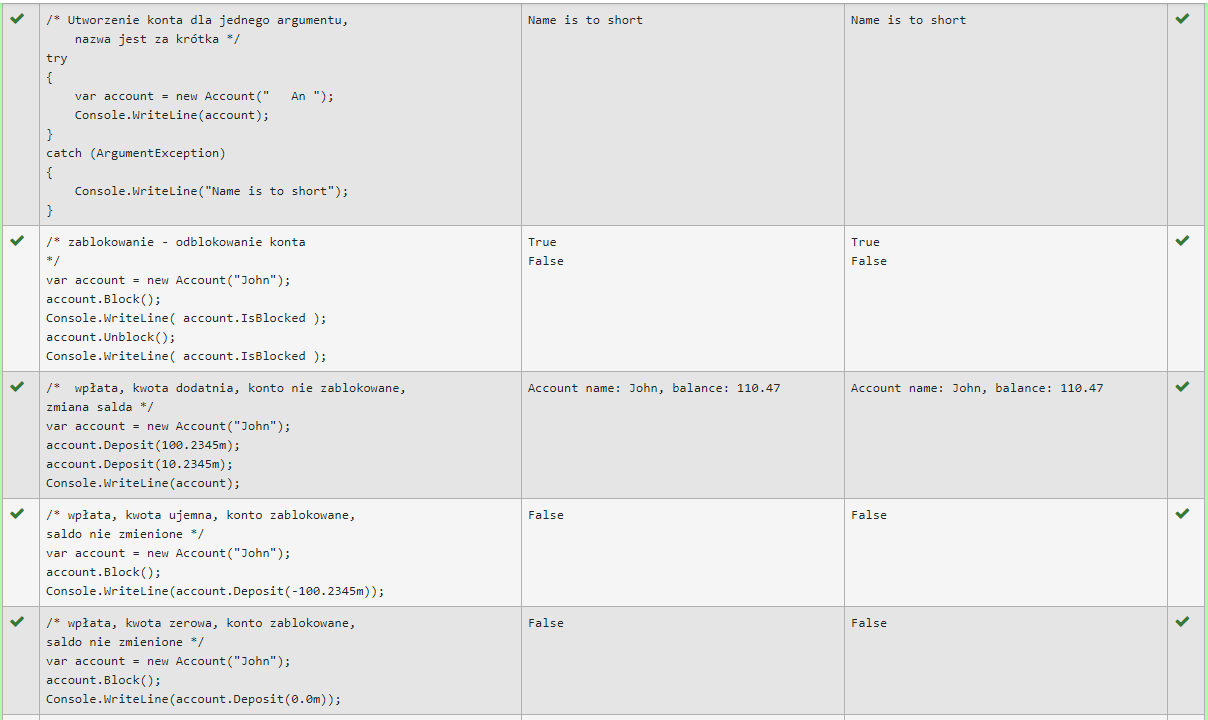 /* Utworzenie konta dla jednego argumentu,
    nazwa jest za krótka */
try
{
    var account = new Account("   An ");
    Console.WriteLine(account);
}
catch (ArgumentException)
{
    Console.WriteLine("Name is to short");
}
Name is to short
Name is to short
/* zablokowanie - odblokowanie konta
*/
var account = new Account("John");
account.Block();
Console.WriteLine( account.IsBlocked );
account.Unblock();
Console.WriteLine( account.IsBlocked );
True
False
True
False
/*  wpłata, kwota dodatnia, konto nie zablokowane,
zmiana salda */
var account = new Account("John");
account.Deposit(100.2345m);
account.Deposit(10.2345m);
Console.WriteLine(account);
Account name: John, balance: 110.47
Account name: John, balance: 110.47
/* wpłata, kwota ujemna, konto zablokowane,
saldo nie zmienione */
var account = new Account("John");
account.Block();
Console.WriteLine(account.Deposit(-100.2345m));
False
False
/* wpłata, kwota zerowa, konto zablokowane,
saldo nie zmienione */
var account = new Account("John");
account.Block();
Console.WriteLine(account.Deposit(0.0m));
False
False